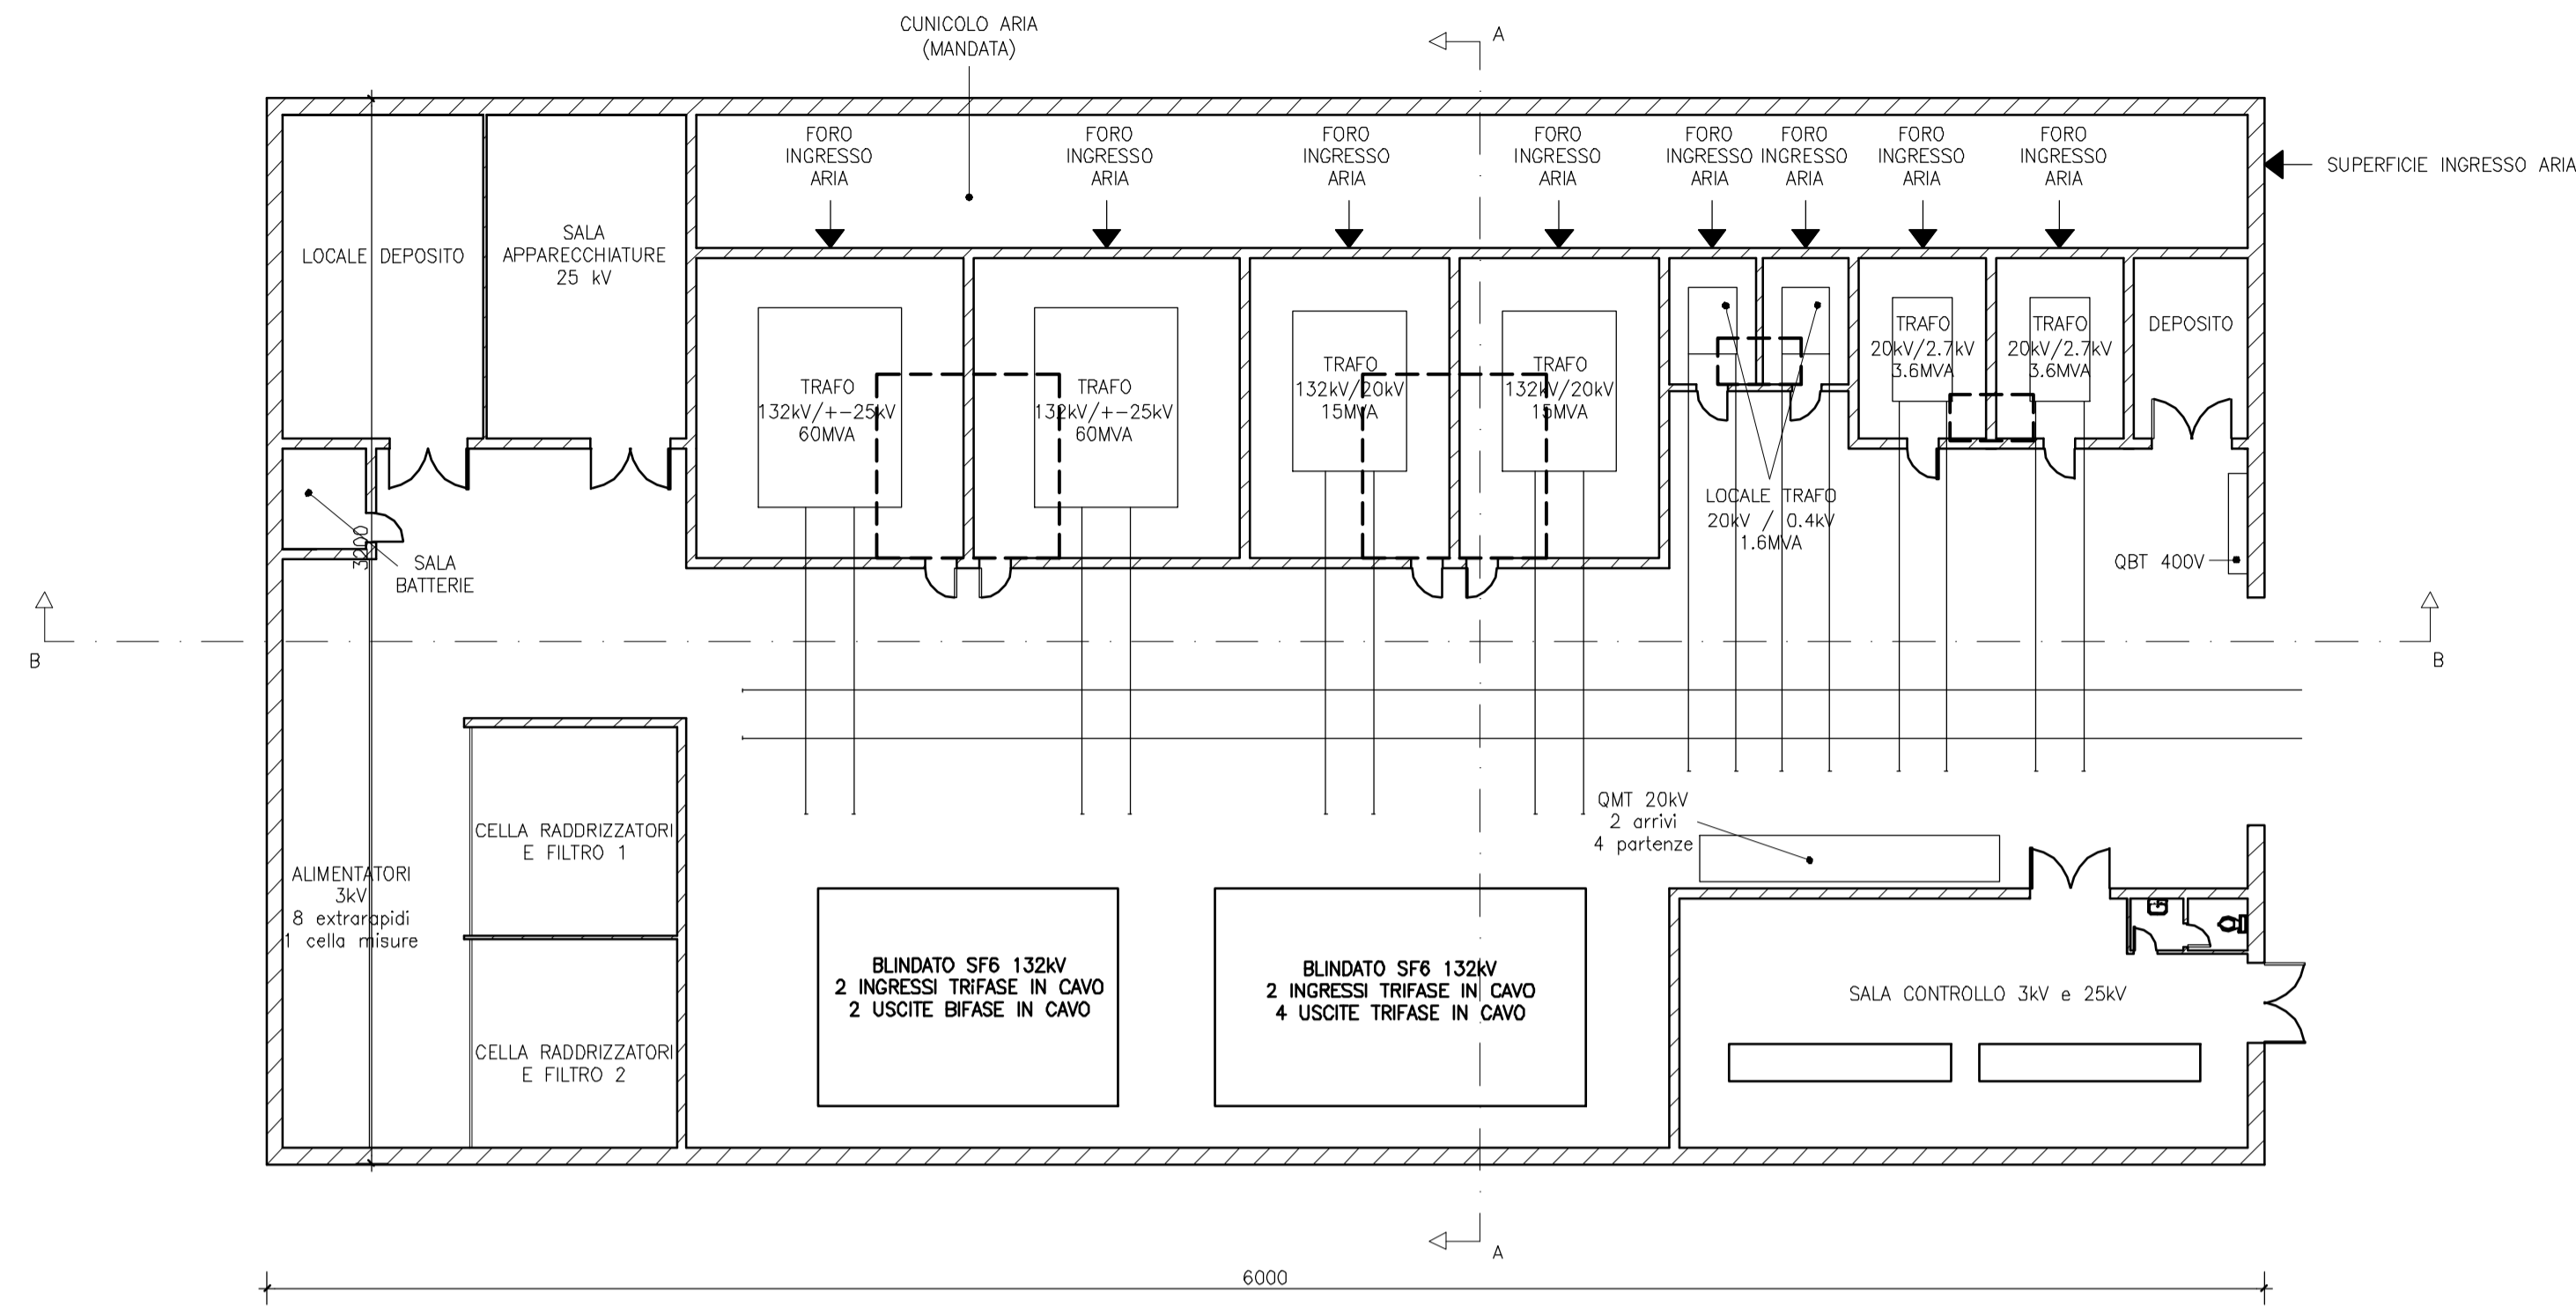 CUNICOLO ARIA
(MANDATA)
A
FORO
INGRESSO
ARIA
FORO
INGRESSO
ARIA
FORO
INGRESSO
ARIA
FORO
INGRESSO
ARIA
FORO
INGRESSO
ARIA
FORO
INGRESSO
ARIA
FORO
INGRESSO
ARIA
FORO
INGRESSO
ARIA
SUPERFICIE INGRESSO ARIA
LOCALE DEPOSITO
SALA
APPARECCHIATURE
25 kV
TRAFO
132kV/+-25kV
60MVA
TRAFO
132kV/+-25kV
60MVA
TRAFO
132kV/20kV
15MVA
TRAFO
132kV/20kV
15MVA
TRAFO
20kV/2.7kV
3.6MVA
TRAFO
20kV/2.7kV
3.6MVA
DEPOSITO
LOCALE TRAFO
20kV / 0.4kV
1.6MVA
QBT 400V
3200
SALA
BATTERIE
B
B
QMT 20kV
2 arrivi
4 partenze
CELLA RADDRIZZATORI
E FILTRO 1
ALIMENTATORI
3kV
8 extrarapidi
1 cella misure
BLINDATO SF6 132kV
2 INGRESSI TRIFASE IN CAVO
2 USCITE BIFASE IN CAVO
BLINDATO SF6 132kV
2 INGRESSI TRIFASE IN CAVO
4 USCITE TRIFASE IN CAVO
SALA CONTROLLO 3kV e 25kV
CELLA RADDRIZZATORI
E FILTRO 2
A
6000